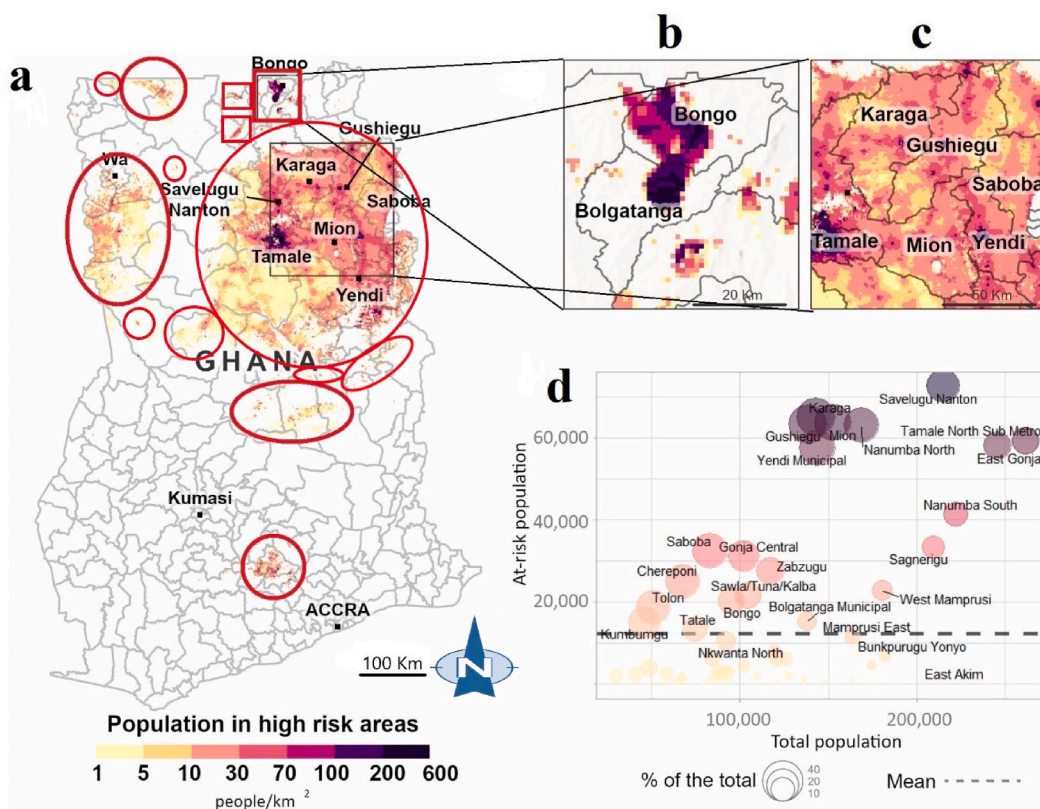 a
Bongo
Gushiegu
Karaga
Wa
Savelugu
Nanton
Saboba
Mion
Tamale
Yendi
GHANA
Kumasi
ACCRA
100 Km
N
Population in high risk areas
1 5 10 30 70 100 200 600
people/km 2
b
Bongo
Bolgatanga
20 Km
c
Karaga
Gushiegu
Saboba
Tamale Mion Yendi
50 Km
d
Savelugu Nanton
Karaga
Gushiegu Mion
Tamale North Sub Metro
Nanumba North
East Gonja
Yendi Municipal
Nanumba South
Saboba
Gonja Central
Sagnerigu
Chereponi
Zabzugu
Sawla/Tuna/Kalba
West Mamprusi
Tolon
Bongo
Bolgatanga Municipal
Tatale
Mamprusi East
Kumbumgu
Nkwanta North
Bunkpurugu Yonyo
East Akim
60,000
40,000
20,000
At-risk population
100,000 200,000
Total population
% of the total
40
20
10
Mean